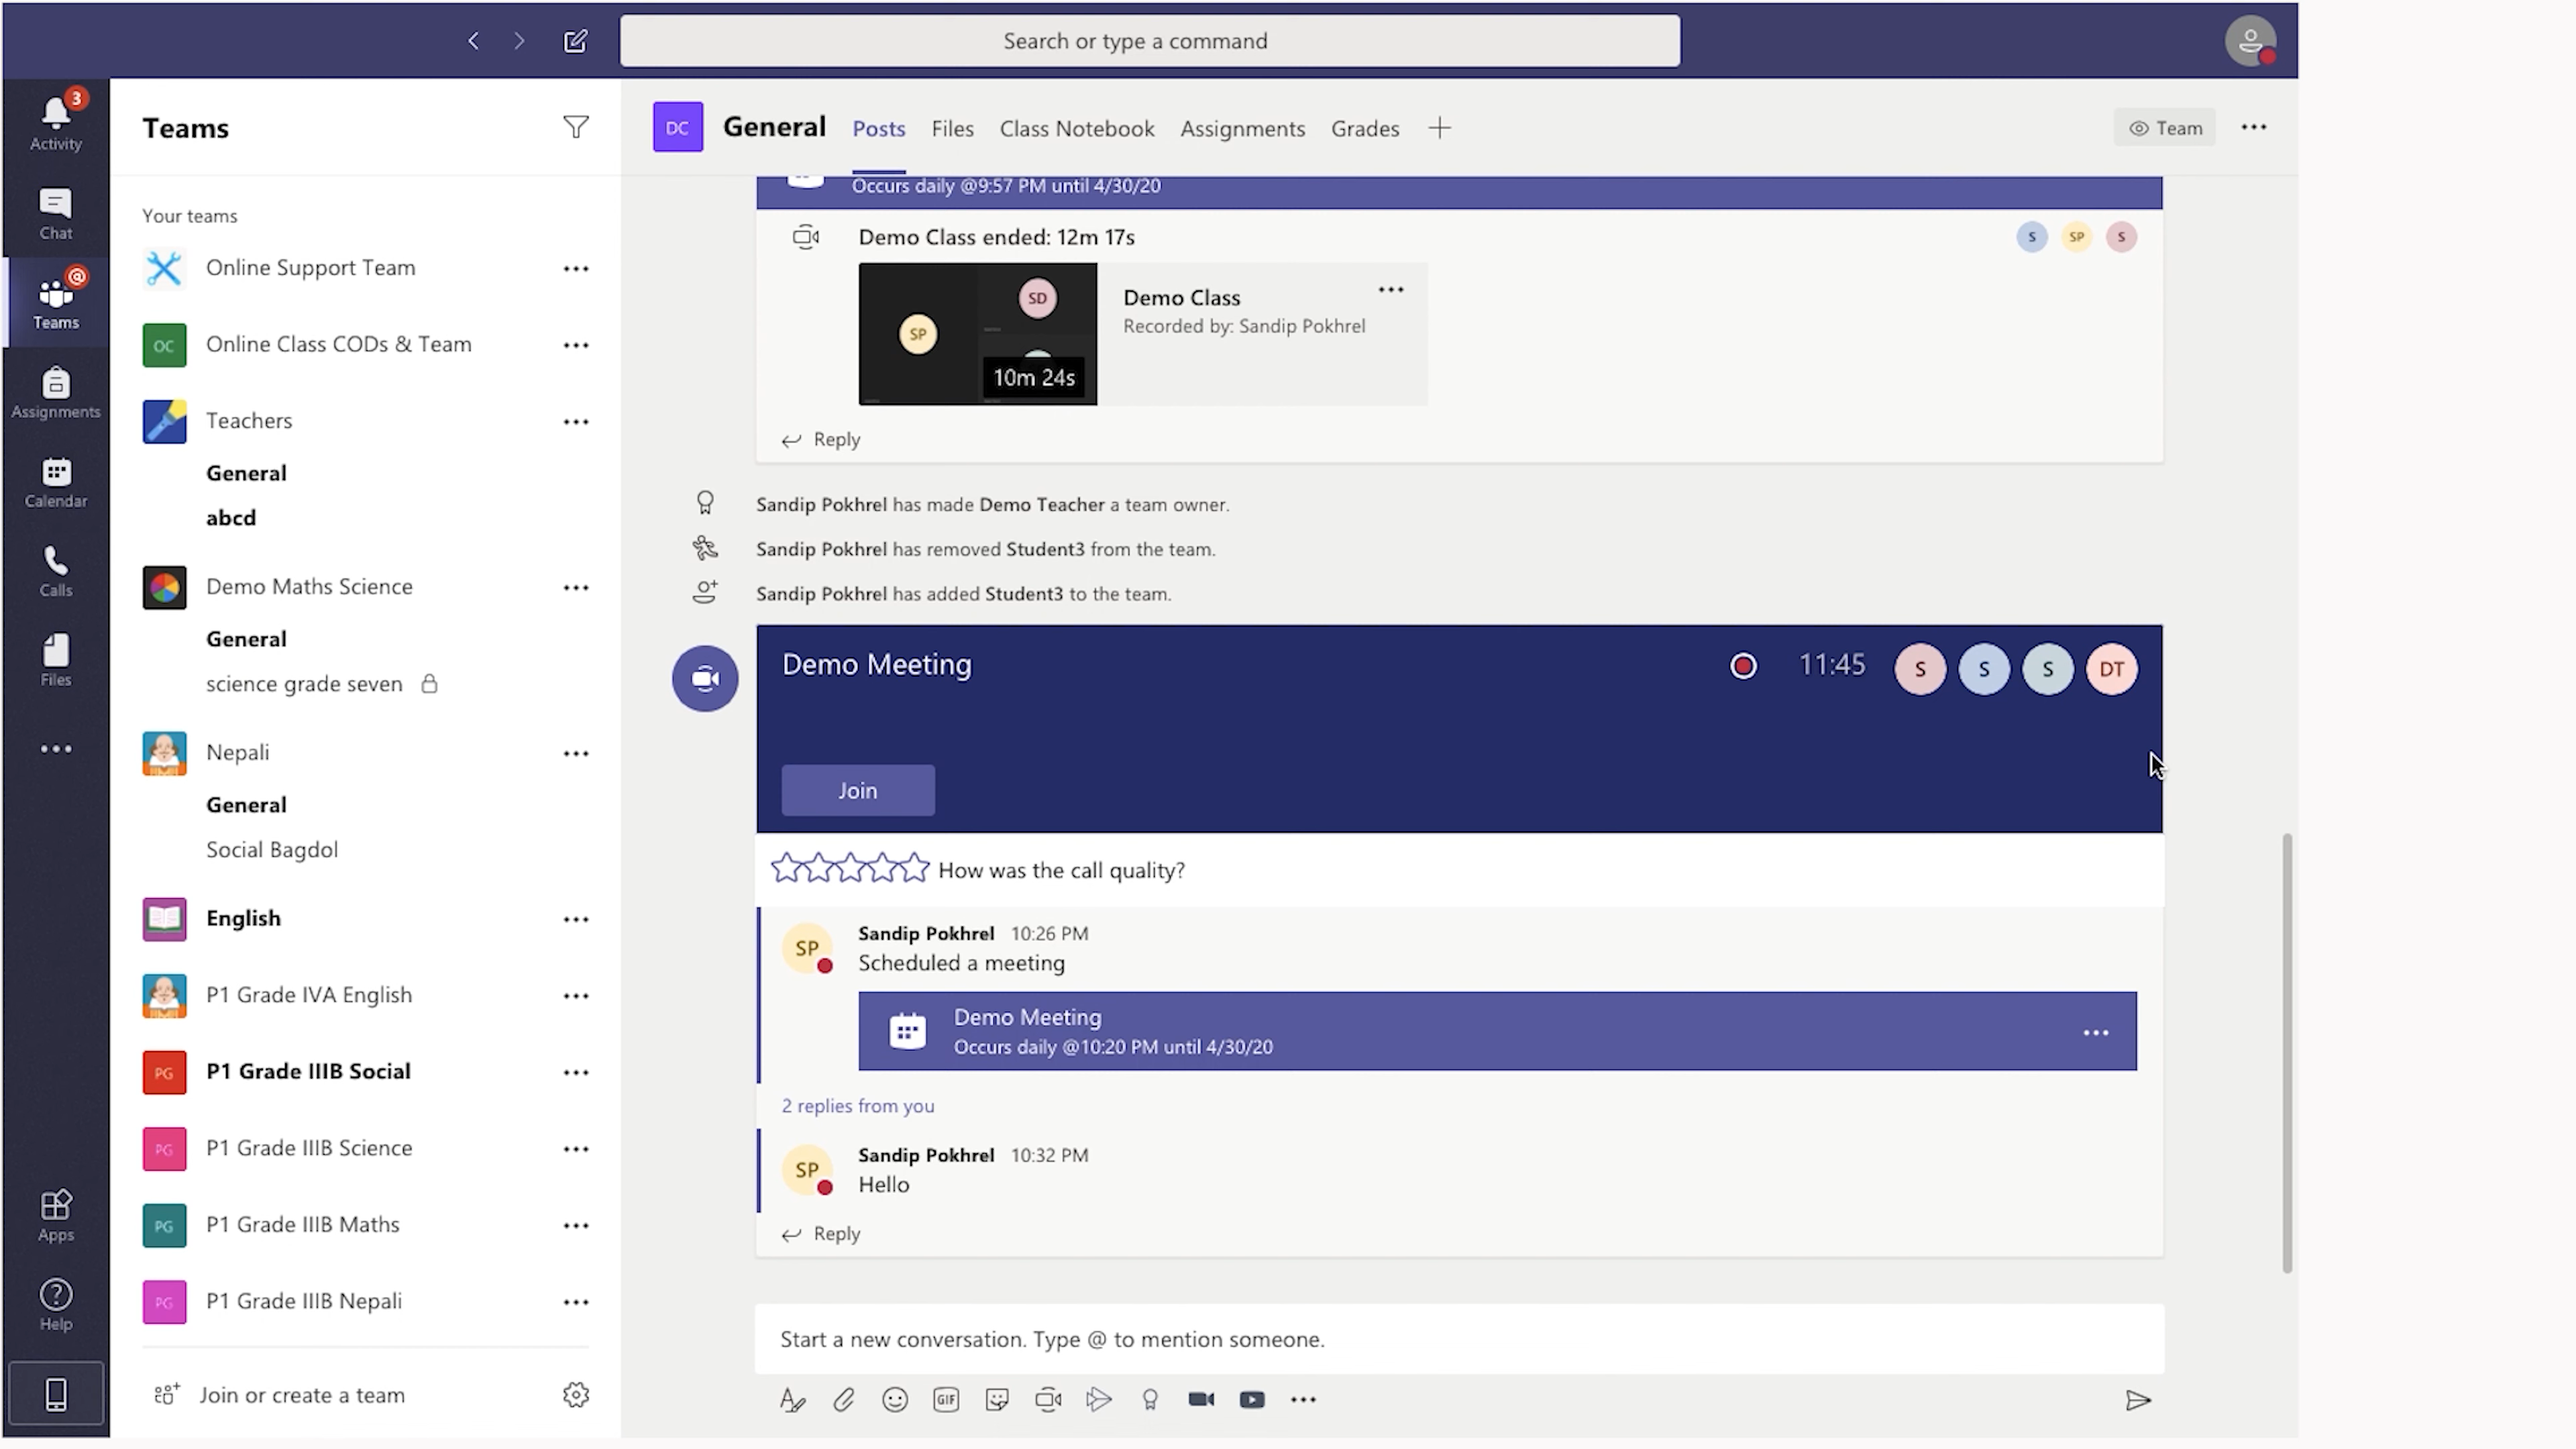 Search or type a command
3
Activity
Chat
@
Teams
Assignments
Calendar
Calls
Files
Apps
Help
Teams
Your teams
Online Support Team
OC
Online Class CODs & Team
Teachers
General
abcd
Demo Maths Science
General
science grade seven
Nepali
General
Social Bagdol
English
P1 Grade IVA English
PG
P1 Grade IIIB Social
PG
P1 Grade IIIB Science
PG
P1 Grade IIIB Maths
PG
P1 Grade IIIB Nepali
Join or create a team
DC
General
Posts
Files
Class Notebook
Assignments
Grades
Team
Occurs daily @9:57 PM until 4/30/20
Demo Class ended: 12m 17s
S
SP
S
SP
SD
10m 24s
Demo Class
Recorded by: Sandip Pokhrel
Reply
Sandip Pokhrel has made Demo Teacher a team owner.
Sandip Pokhrel has removed Student3 from the team.
Sandip Pokhrel has added Student3 to the team.
Demo Meeting
11:45
S
S
S
DT
Join
How was the call quality?
SP
Sandip Pokhrel 10:26 PM
Scheduled a meeting
Demo Meeting
Occurs daily @10:20 PM until 4/30/20
2 replies from you
SP
Sandip Pokhrel 10:32 PM
Hello
Reply
Start a new conversation. Type @ to mention someone.
GIF